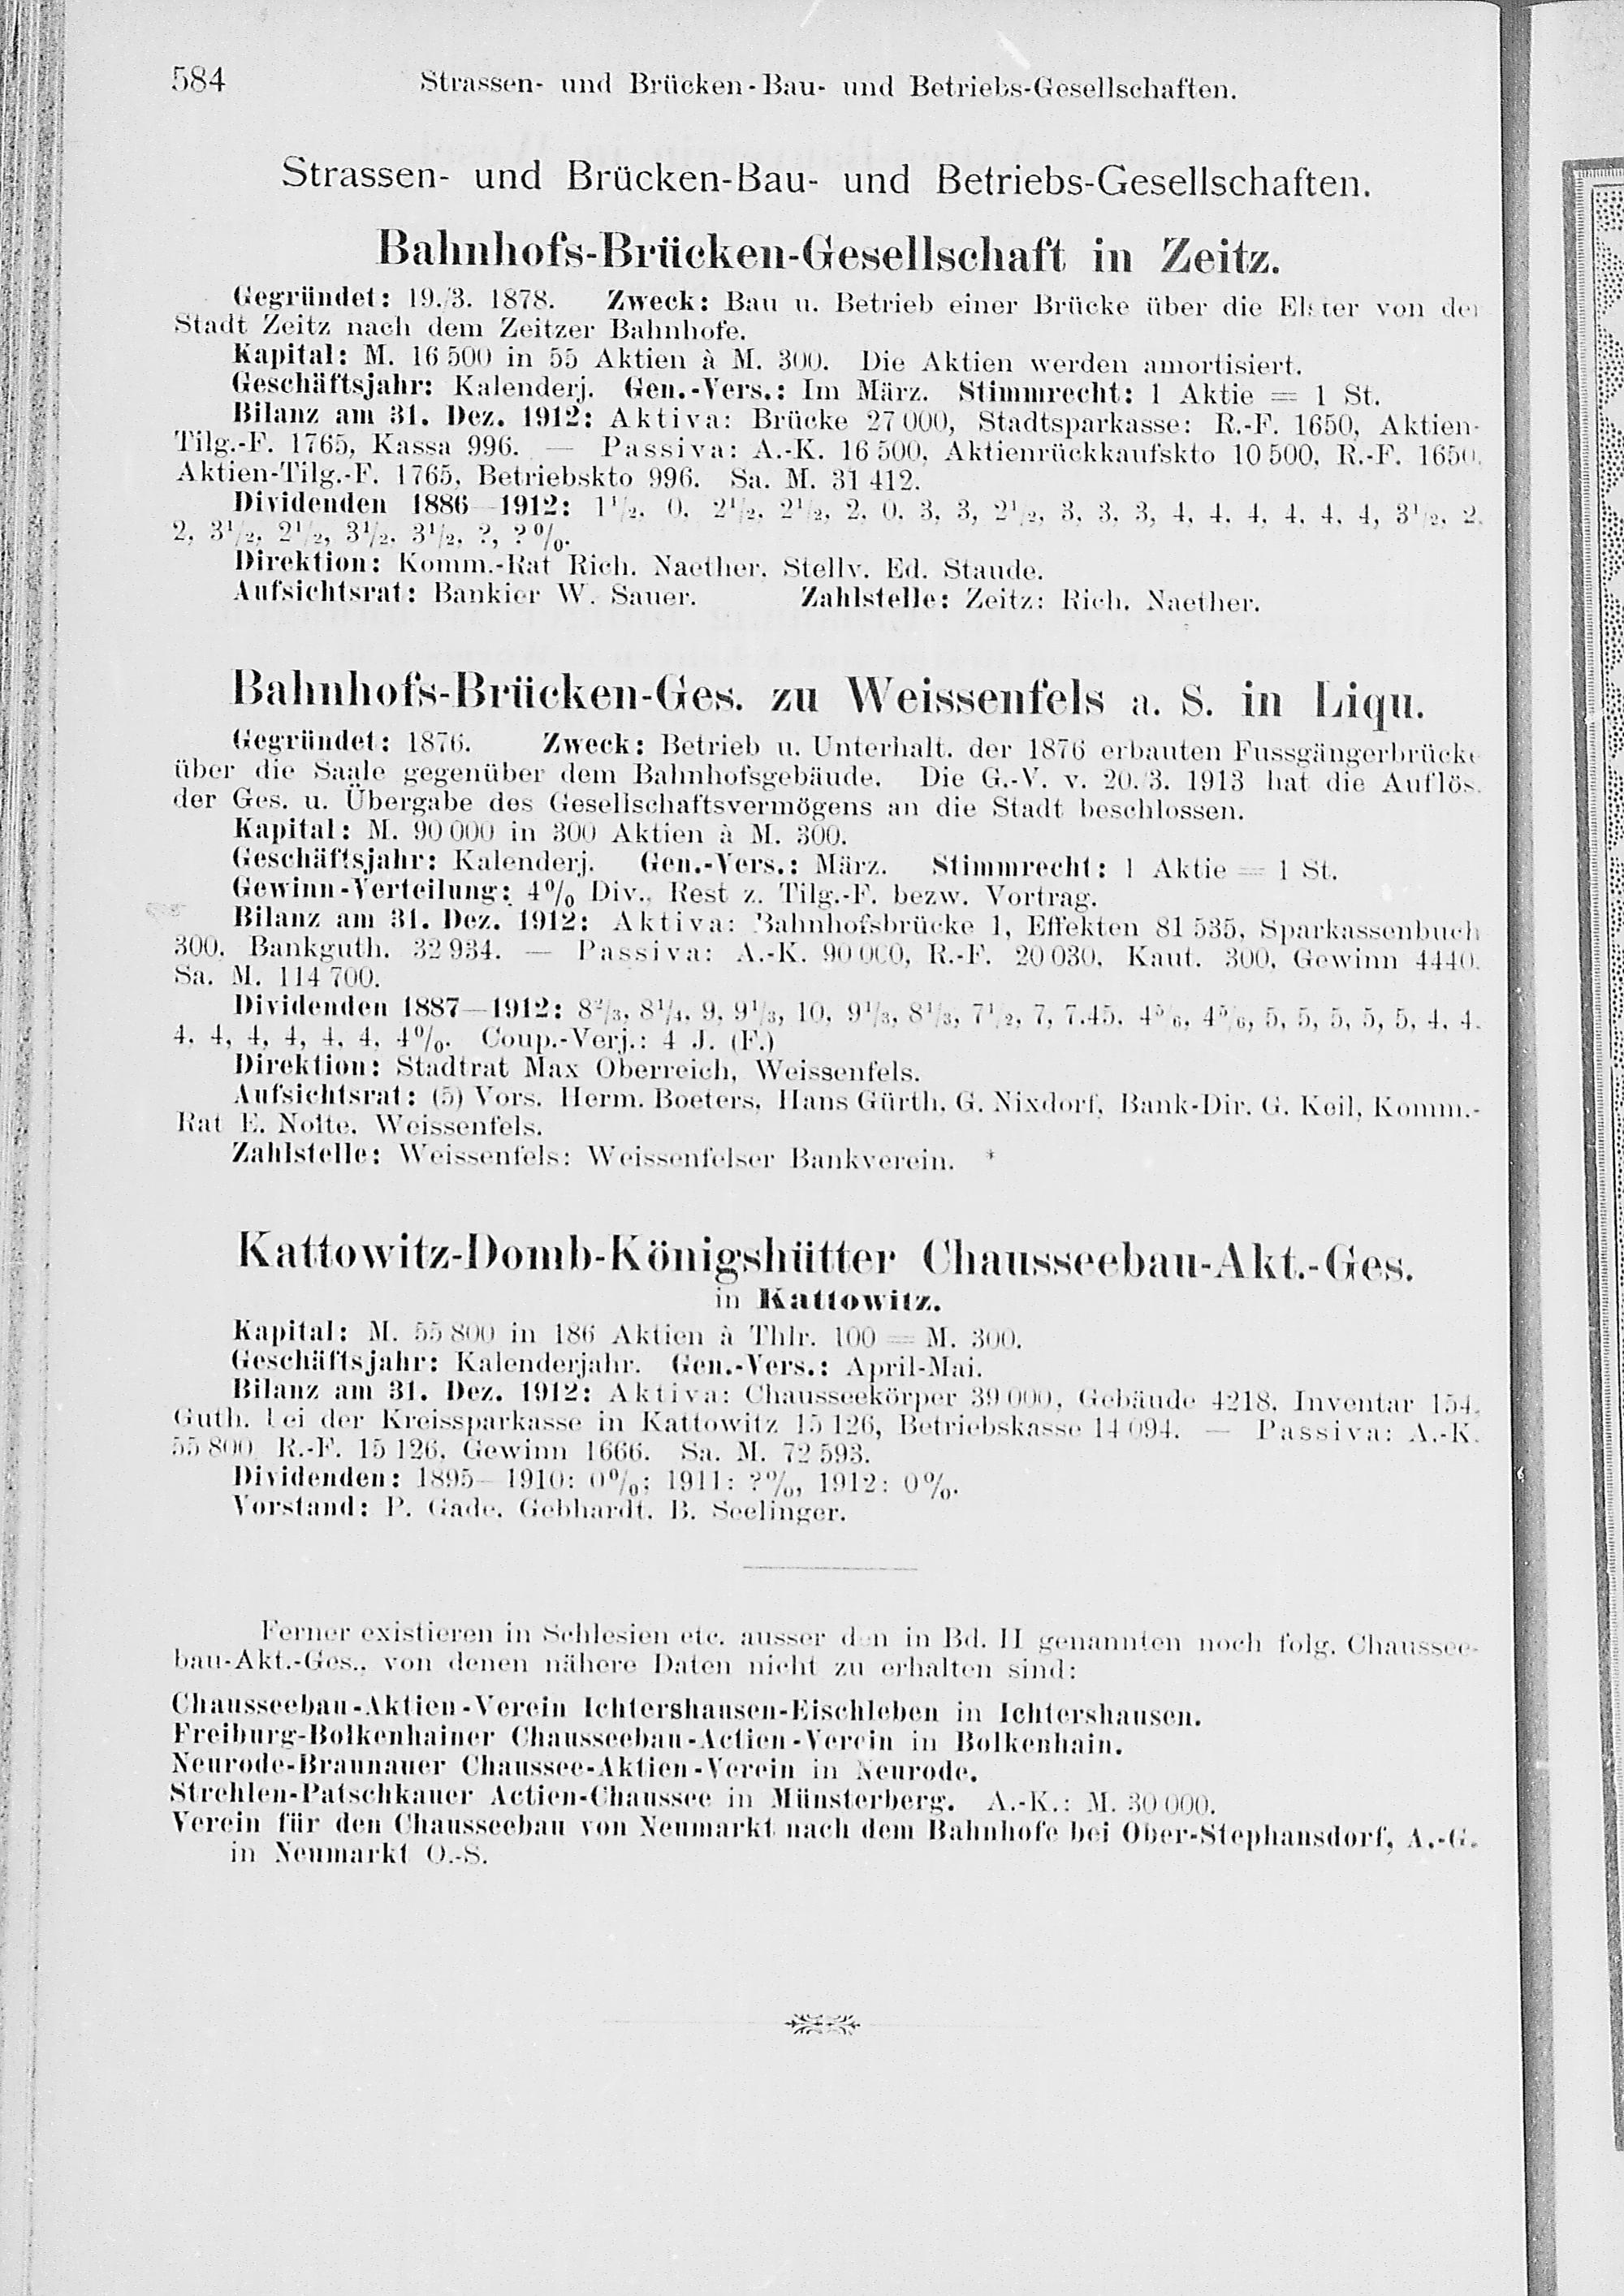 584 Strassen- und Brücken-Bau- und Betriebs-Gesellschaften.
Strassen- und Brücken-Bau- und Betriebs-Gesellschaften.
Bahnhofs-Brücken-Gesellschaft in Zeitz.
Gegründet: 19./3. 1878. Zweck: Bau u. Betrieb einer Brücke über die Elster von der
Stadt Zeitz nach dem Zeitzer Bahnhofe.
Kapital: M. 16 500 in 55 Aktien à M. 300. Die Aktien werden amortisiert.
Geschäftsjahr: Kalenderj. Gen.-Vers.: Im März. Stimmrecht: 1 Aktie = 1 St.
Bilanz am 31. Dez. 1912: Aktiva: Brücke 27 000, Stadtsparkasse: R.-F. 1650, Aktien-
Tilg.-F. 1765, Kassa 996. — Passiva: A.-K. 16 500, Aktienrückkaufskto 10 500, R.-F. 1650,
Aktien-Tilg.-F. 1765, Betriebskto 996. Sa. M. 31 412.
Dividenden 1886—1912: 1½, 0, 2½, 2½, 2, 0, 3, 3, 2½, 3, 3, 3, 4, 4, 4, 4, 4, 4, 3½, 2,
2, 3½, 2½, 3½, 3½, ?, ?%.
Direktion: Komm.-Rat Rich. Naether, Stellv. Ed. Staude.
Aufsichtsrat: Bankier W. Sauer. Zahlstelle: Zeitz: Rich. Naether.
Bahnhofs-Brücken-Ges. zu Weissenfels a. S. in Liqu.
Gegründet: 1876. Zweck: Betrieb u. Unterhalt. der 1876 erbauten Fussgängerbrücke
über die Saale gegenüber dem Bahnhofsgebäude. Die G.-V. v. 20./3. 1913 hat die Auflös.
der Ges. u. Übergabe des Gesellschaftsvermögens an die Stadt beschlossen.
Kapital: M. 90 000 in 300 Aktien à M. 300.
Geschäftsjahr: Kalenderj. Gen.-Vers.: März. Stimmrecht: 1 Aktie = 1 St.
Gewinn-Verteilung: 4% Div., Rest z. Tilg.-F. bezw. Vortrag.
Bilanz am 31. Dez. 1912: Aktiva: Bahnhofsbrücke 1, Effekten 81 535, Sparkassenbuch
300, Bankguth. 32 934. — Passiva: A.-K. 90 000, R.-F. 20 030, Kaut. 300, Gewinn 4440.
Sa. M. 114 700.
Dividenden 1887—1912: 8⅔, 8¼, 9, 9⅓, 10, 9⅓, 8⅓, 7½, 7, 7.45, 4⅚, 4⅚, 5, 5, 5, 5, 5, 4, 4,
4, 4, 4, 4, 4, 4, 4%. Coup.-Verj.: 4 J. (F.)
Direktion: Stadtrat Max Oberreich, Weissenfels.
Aufsichtsrat: (5) Vors. Herm. Boeters, Hans Gürth, G. Nixdorf, Bank-Dir. G. Keil, Komm.-
Rat E. Nolte, Weissenfels.
Zahlstelle: Weissenfels: Weissenfelser Bankverein. *
Kattowitz-Domb-Königshütter Chausseebau-Akt.-Ges.
in Kattowitz.
Kapital: M. 55 800 in 186 Aktien à Thlr. 100 = M. 300.
Geschäftsjahr: Kalenderjahr. Gen.-Vers.: April-Mai.
Bilanz am 31. Dez. 1912: Aktiva: Chausseekörper 39 000, Gebäude 4218, Inventar 154,
Guth. bei der Kreissparkasse in Kattowitz 15 126, Betriebskasse 14 094. — Passiva: A.-K.
55 800, R.-F. 15 126, Gewinn 1666. Sa. M. 72 593.
Dividenden: 1895—1910: 0%; 1911: ?%, 1912: 0%.
Vorstand: P. Gade, Gebhardt, B. Seelinger.
Ferner existieren in Schlesien etc. ausser den in Bd. II genannten noch folg. Chaussee-
bau-Akt.-Ges., von denen nähere Daten nicht zu erhalten sind:
Chausseebau-Aktien-Verein Ichtershausen-Eischleben in Ichtershausen.
Freiburg-Bolkenhainer Chausseebau-Actien-Verein in Bolkenhain.
Neurode-Braunauer Chaussee-Aktien-Verein in Neurode.
Strehlen-Patschkauer Actien-Chaussee in Münsterberg. A.-K.: M. 30 000.
Verein für den Chausseebau von Neumarkt nach dem Bahnhofe bei Ober-Stephansdorf, A.-G.
in Neumarkt O.-S.